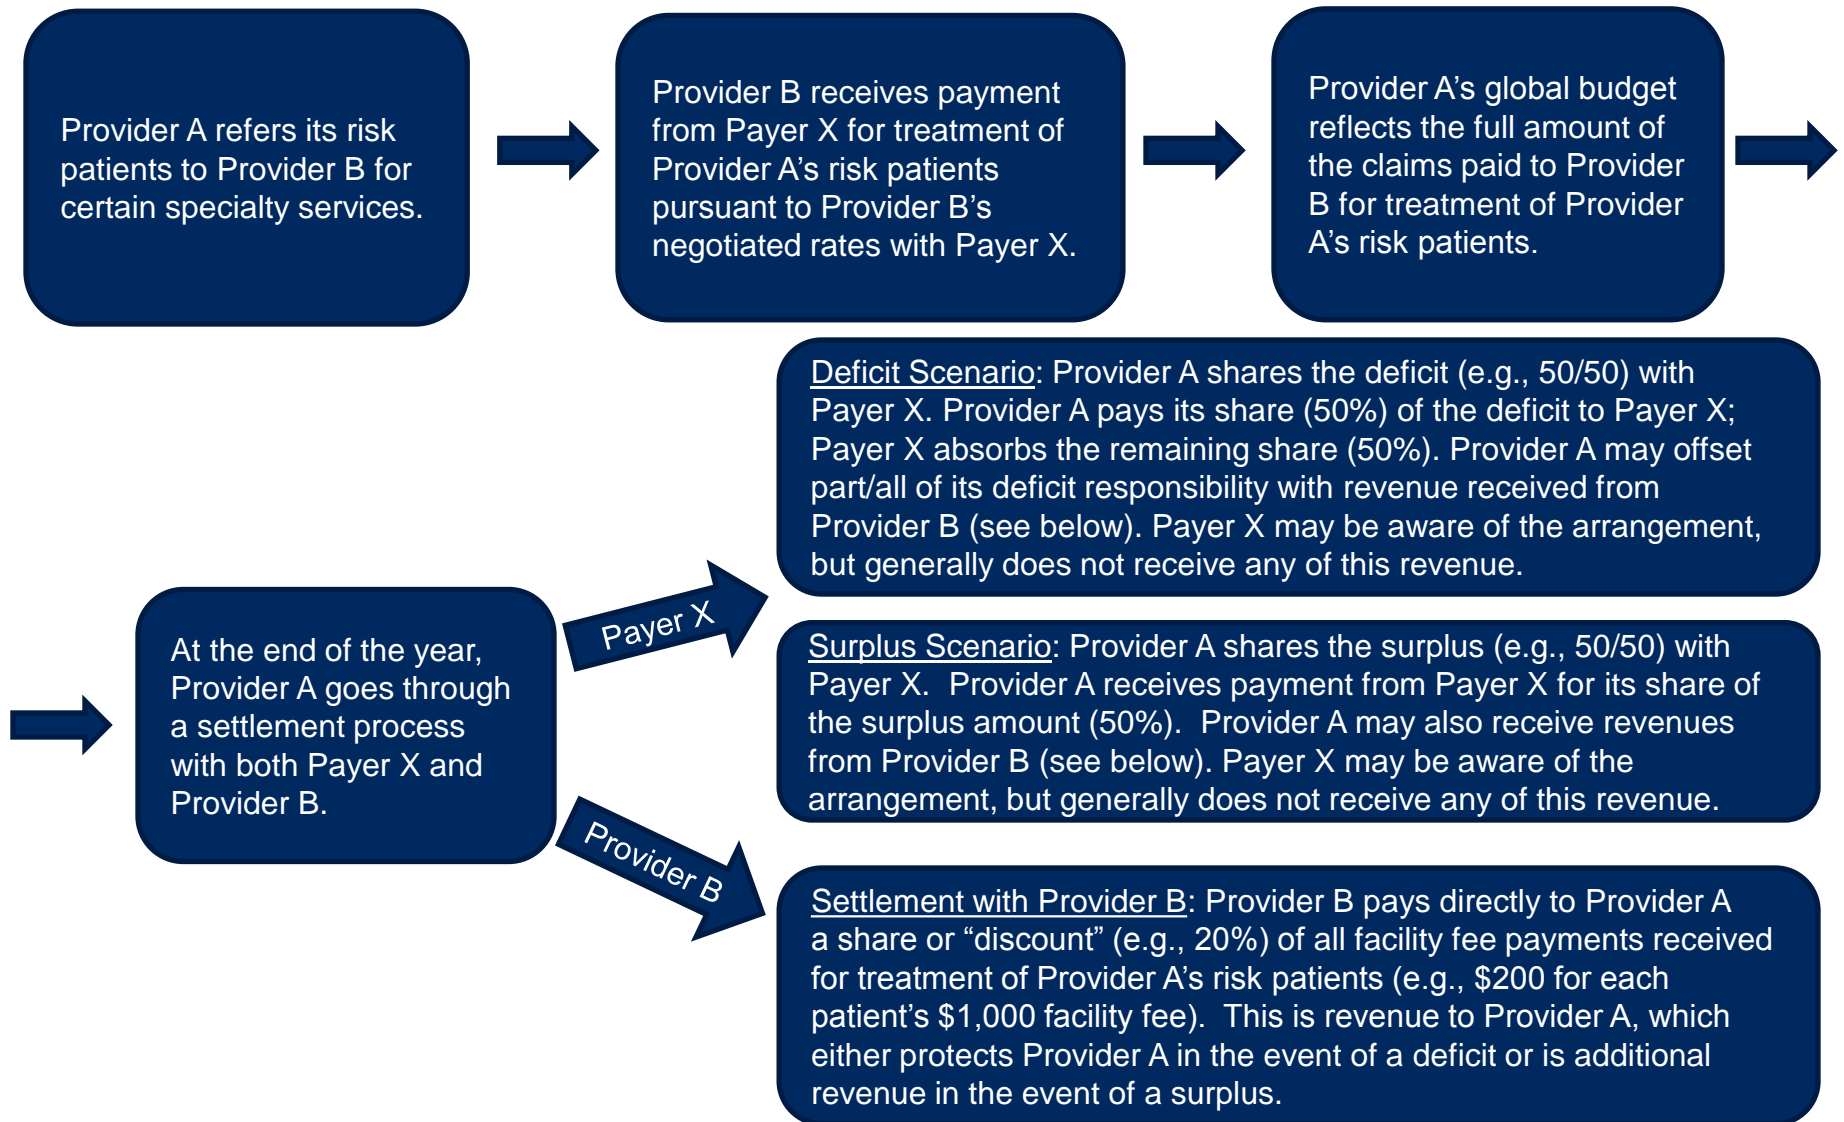 Provider A refers its risk
patients to Provider B for
certain specialty services.
Provider B receives payment
from Payer X for treatment of
Provider A’s risk patients
pursuant to Provider B’s
negotiated rates with Payer X.
Provider A’s global budget
reflects the full amount of
the claims paid to Provider
B for treatment of Provider
A’s risk patients.
At the end of the year,
Provider A goes through
a settlement process
with both Payer X and
Provider B.
Payer X
Deficit Scenario: Provider A shares the deficit (e.g., 50/50) with
Payer X. Provider A pays its share (50%) of the deficit to Payer X;
Payer X absorbs the remaining share (50%). Provider A may offset
part/all of its deficit responsibility with revenue received from
Provider B (see below). Payer X may be aware of the arrangement,
but generally does not receive any of this revenue.
Surplus Scenario: Provider A shares the surplus (e.g., 50/50) with
Payer X.  Provider A receives payment from Payer X for its share of
the surplus amount (50%).  Provider A may also receive revenues
from Provider B (see below). Payer X may be aware of the
arrangement, but generally does not receive any of this revenue.
Provider B
Settlement with Provider B: Provider B pays directly to Provider A
a share or “discount” (e.g., 20%) of all facility fee payments received
for treatment of Provider A’s risk patients (e.g., $200 for each
patient’s $1,000 facility fee).  This is revenue to Provider A, which
either protects Provider A in the event of a deficit or is additional
revenue in the event of a surplus.